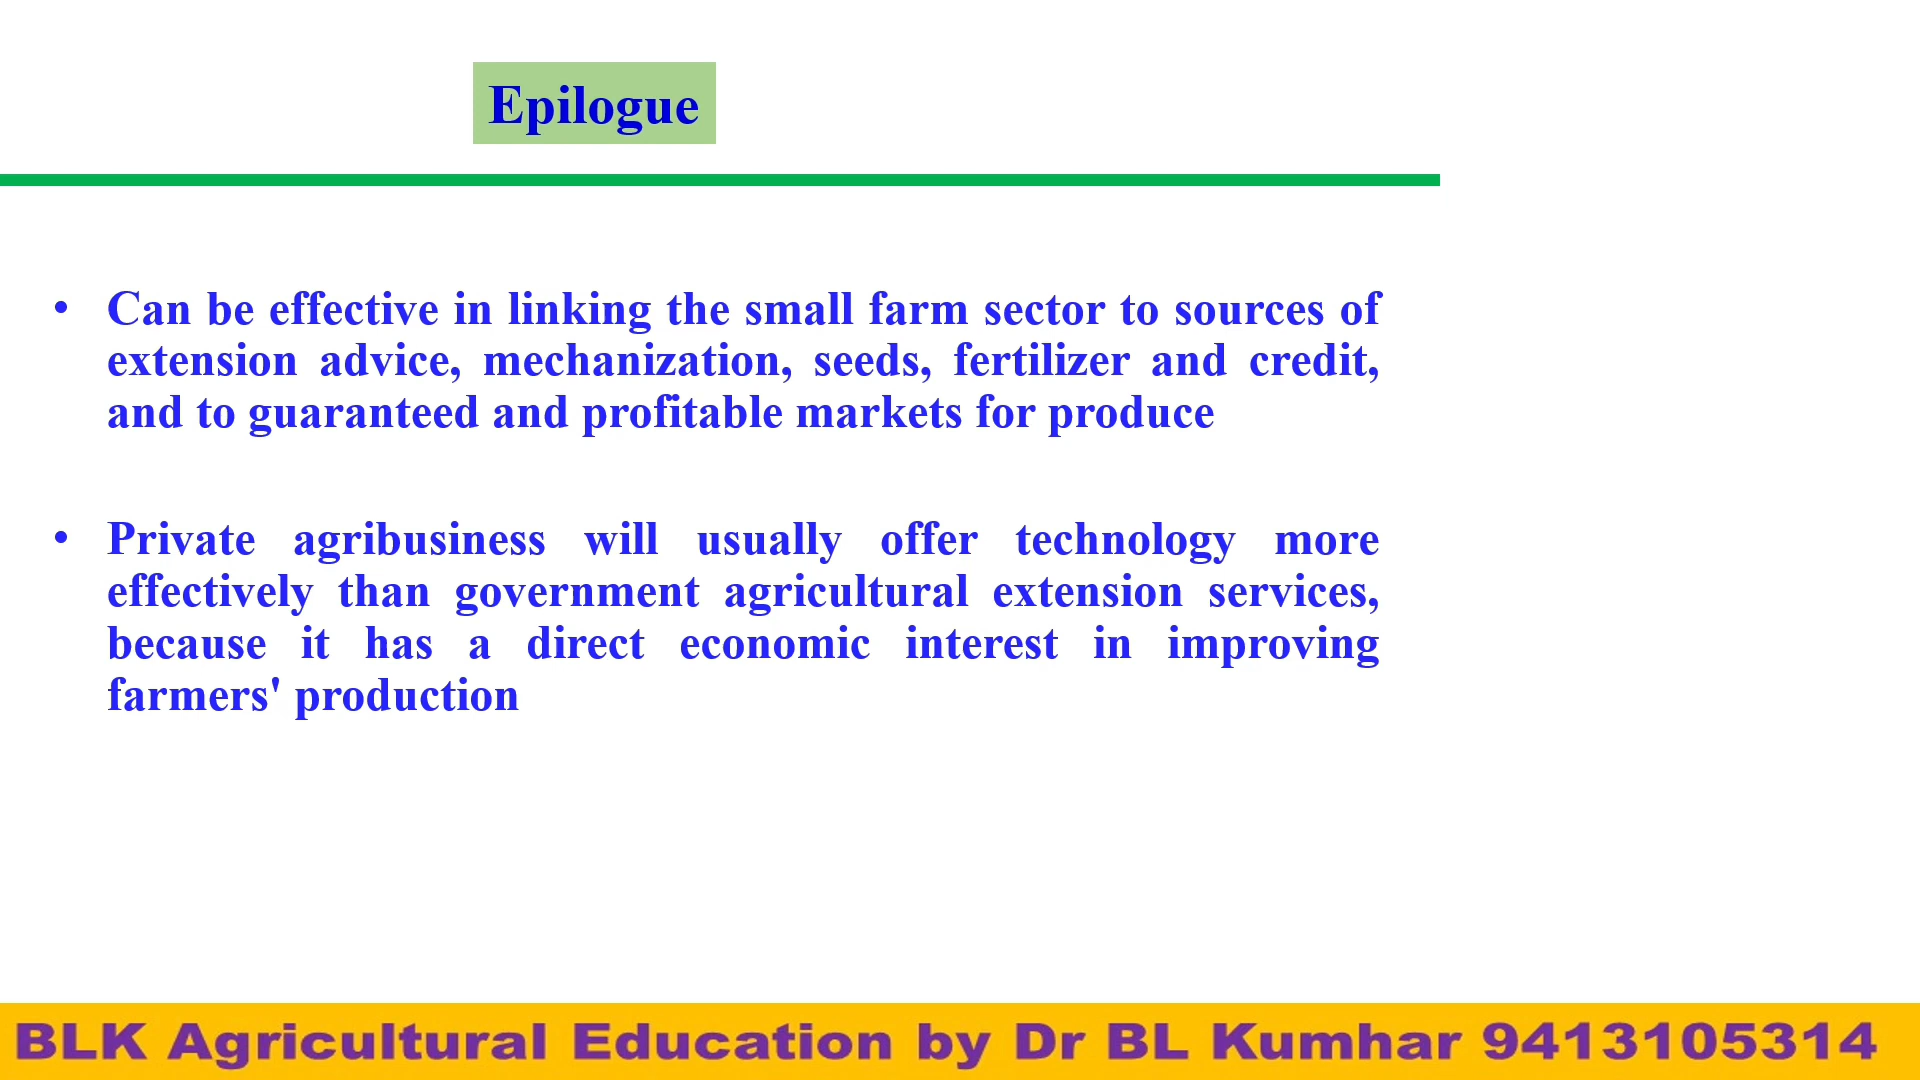 Epilogue
• Can be effective in linking the small farm sector to sources of
extension advice, mechanization, seeds, fertilizer and credit,
and to guaranteed and profitable markets for produce
• Private agribusiness will usually offer technology more
effectively than government agricultural extension services,
because it has a direct economic interest in improving
farmers' production
BLK Agricultural Education by Dr BL Kumhar 9413105314